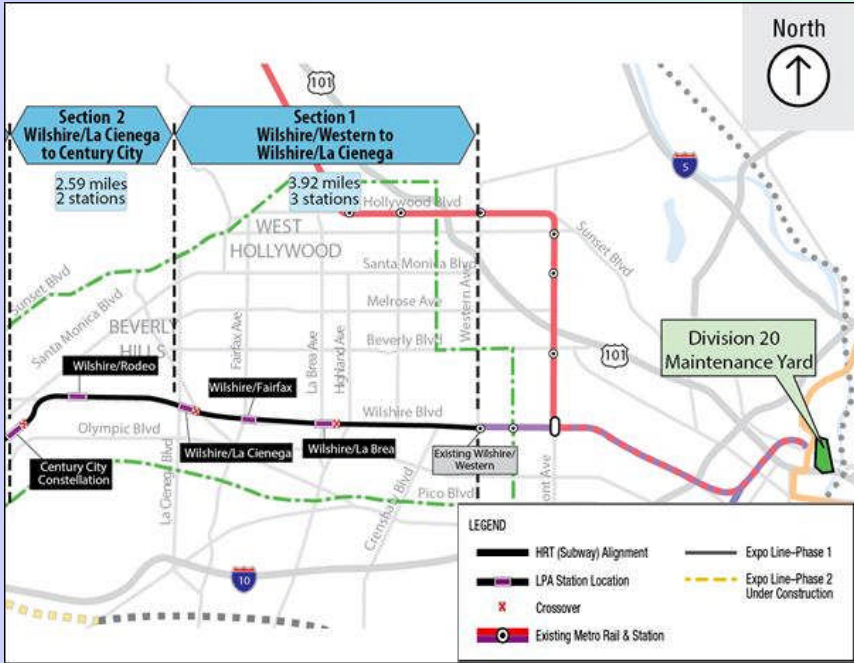 North
101
Section 2
Wilshire/La Cienega
to Century City
Section 1
Wilshire/Western to
Wilshire/La Cienega
2.59 miles
2 stations
3.92 miles
3 stations
5
Hollywood Blvd
WEST
HOLLYWOOD
Sunset Blvd
Santa Monica Blvd
Sunset Blvd
Western Ave
Melrose Ave
Santa Monica Blvd
BEVERLY
HILLS
Fairfax Ave
La Brea Ave
Highland Ave
Beverly Blvd
101
Division 20
Maintenance Yard
Wilshire/Rodeo
Wilshire/Fairfax
Wilshire Blvd
Olympic Blvd
Wilshire/La Cienega
Wilshire/La Brea
Existing Wilshire/
Western
Century City
Constellation
La Cienega Blvd
Crenshaw Blvd
Pico Blvd
ont Ave
10
LEGEND
HRT (Subway) Alignment
LPA Station Location
Crossover
Existing Metro Rail & Station
Expo Line–Phase 1
Expo Line–Phase 2
Under Construction